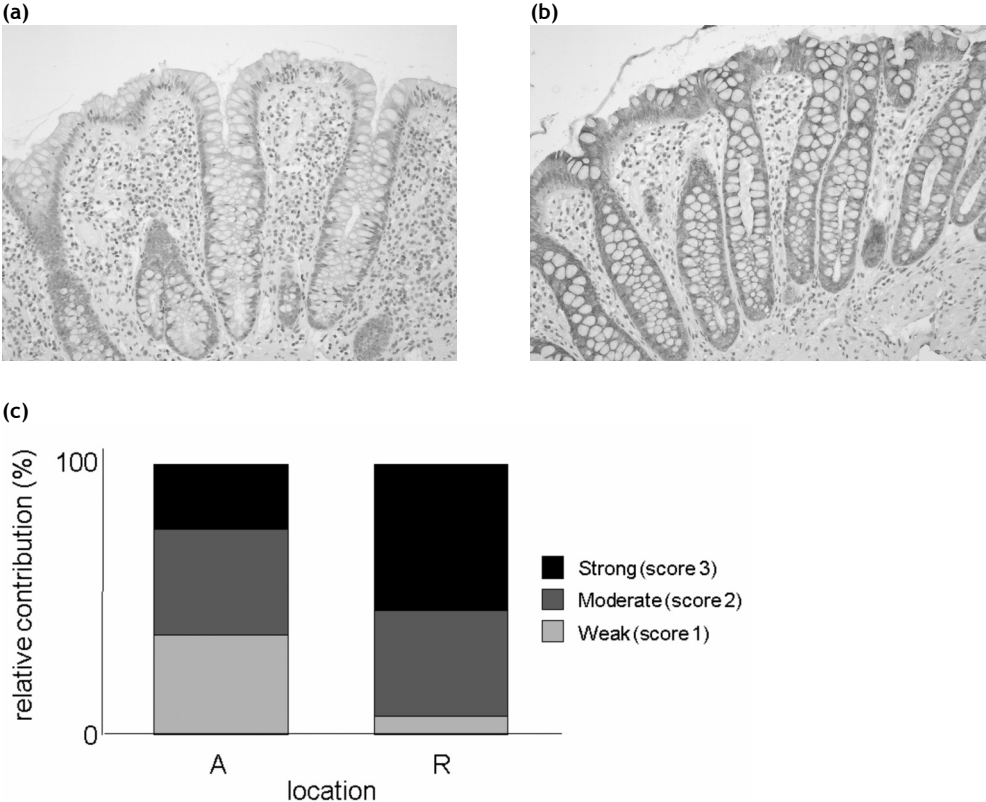 (a)
(b)
(c)
relative contribution (%)
100
0
A
R
location
Strong (score 3)
Moderate (score 2)
Weak (score 1)